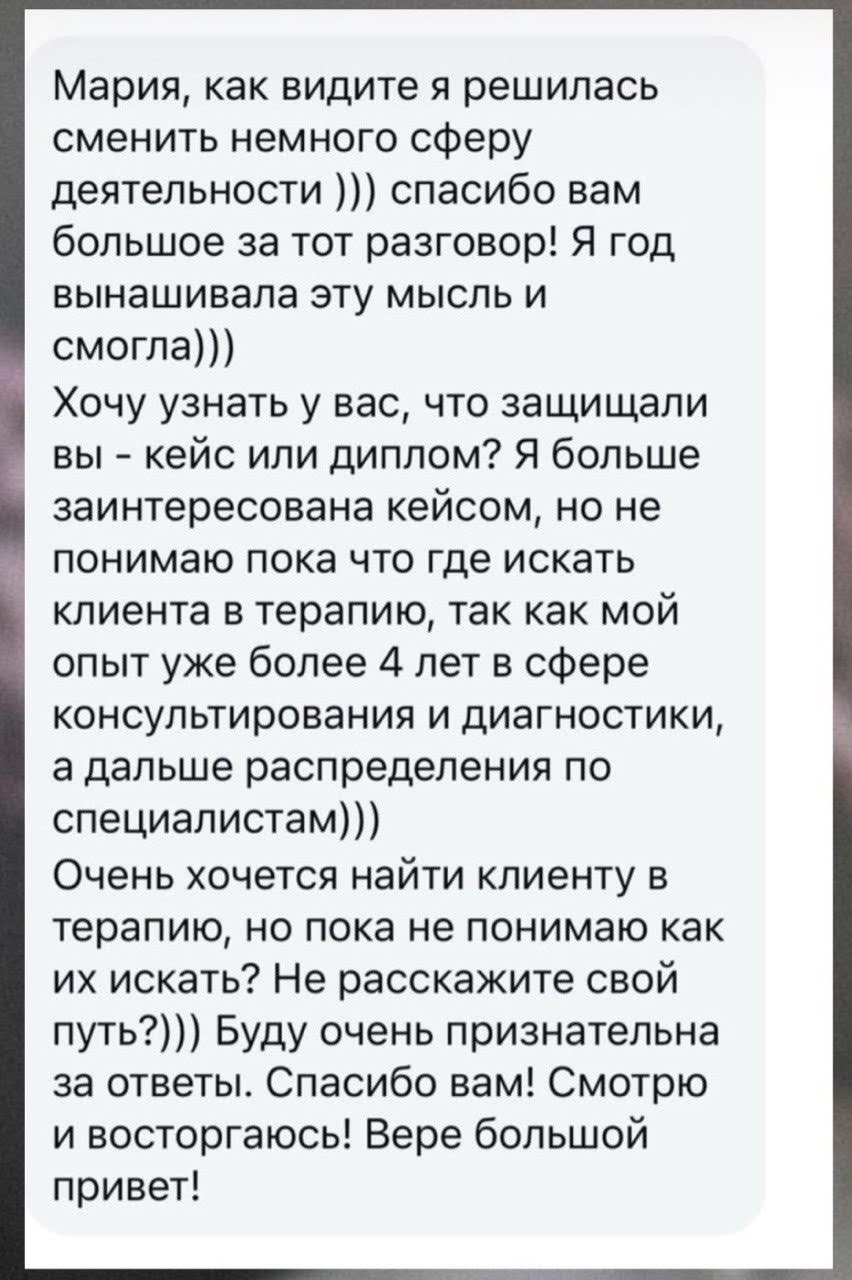 Мария, как видите я решилась
сменить немного сферу
деятельности ))) спасибо вам
большое за тот разговор! Я год
вынашивала эту мысль и
смогла)))
Хочу узнать у вас, что защищали
вы - кейс или диплом? Я больше
заинтересована кейсом, но не
понимаю пока что где искать
клиента в терапию, так как мой
опыт уже более 4 лет в сфере
консультирования и диагностики,
а дальше распределения по
специалистам)))
Очень хочется найти клиенту в
терапию, но пока не понимаю как
их искать? Не расскажите свой
путь?))) Буду очень признательна
за ответы. Спасибо вам! Смотрю
и восторгаюсь! Вере большой
привет!